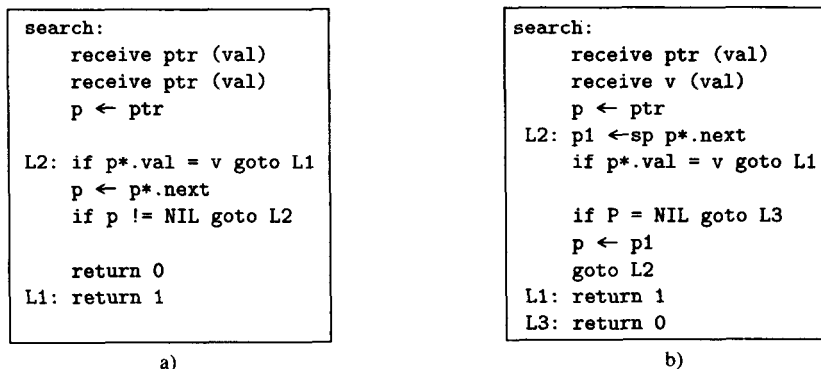 search:
receive ptr (val)
receive ptr (val)
p ← ptr
L2: if p*.val = v goto L1
p ← p*.next
if p != NIL goto L2
return 0
L1: return 1
a)
search:
receive ptr (val)
receive v (val)
p ← ptr
L2: p1 ←sp p*.next
if p*.val = v goto L1
if P = NIL goto L3
p ← p1
goto L2
L1: return 1
L3: return 0
b)